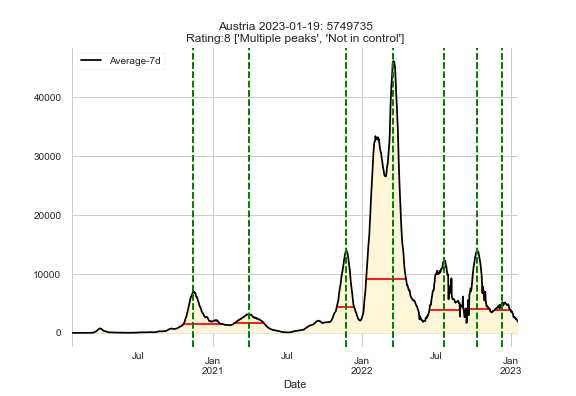 Austria 2023-01-19: 5749735
Rating:8 ['Multiple peaks', 'Not in control']
Average-7d
40000
30000
20000
10000
0
Jul
Jan
2021
Jul
Jan
2022
Jul
Jan
2023
Date